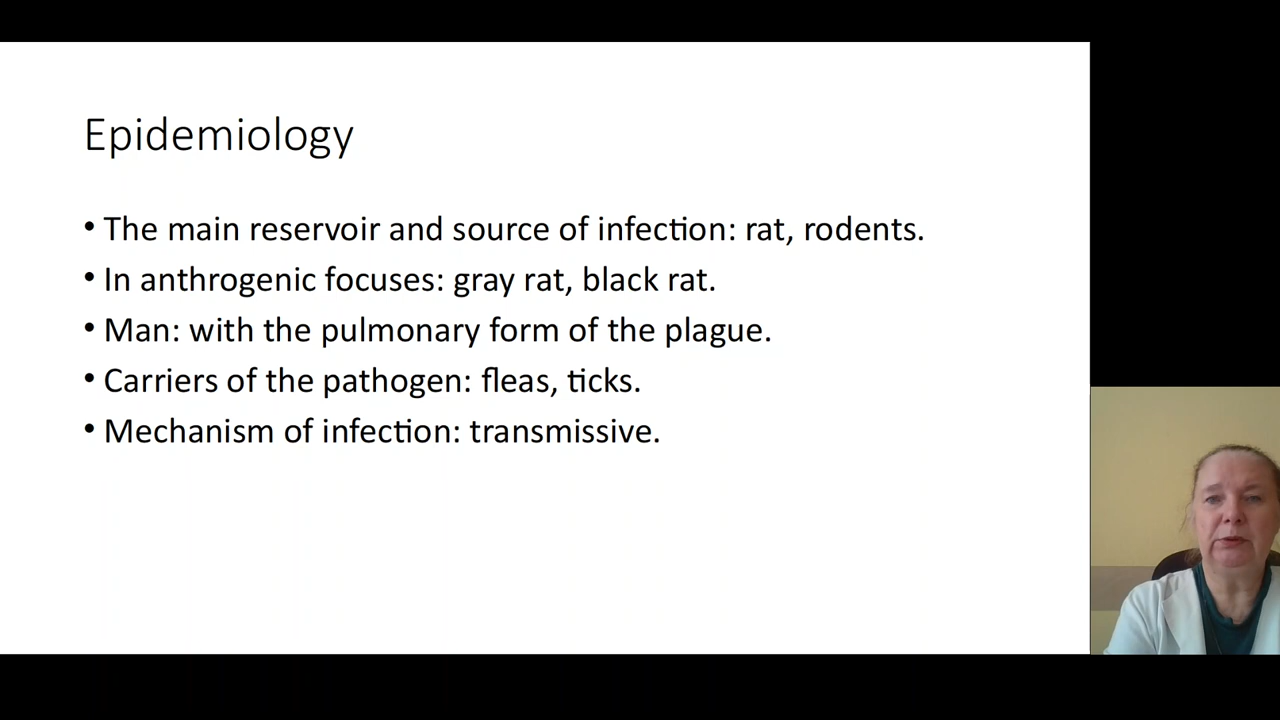 Epidemiology
• The main reservoir and source of infection: rat, rodents.
• In anthrogenic focuses: gray rat, black rat.
• Man: with the pulmonary form of the plague.
• Carriers of the pathogen: fleas, ticks.
• Mechanism of infection: transmissive.